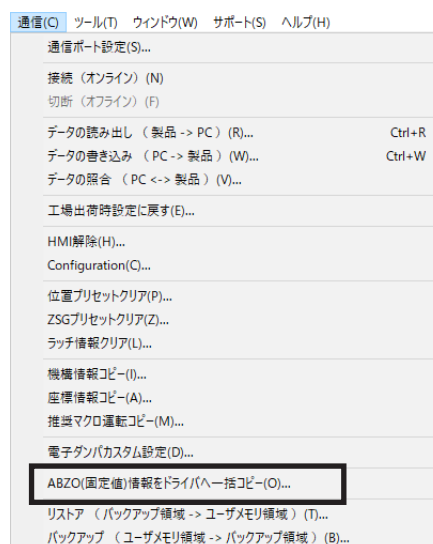 通信(C) ツール(T) ウィンドウ(W) サポート(S) ヘルプ(H)
通信ポート設定(S)...
接続（オンライン）(N)
切断（オフライン）(F)
データの読み出し （ 製品 -> PC ）(R)... Ctrl+R
データの書き込み （ PC -> 製品 ）(W)... Ctrl+W
データの照合 （ PC <-> 製品 ）(V)...
工場出荷時設定に戻す(E)...
HMI解除(H)...
Configuration(C)...
位置プリセットクリア(P)...
ZSGプリセットクリア(Z)...
ラッチ情報クリア(L)...
機構情報コピー(I)...
座標情報コピー(A)...
推奨マクロ運転コピー(M)...
電子ダンパカスタム設定(D)...
ABZO(固定値)情報をドライバへ一括コピー(O)...
リストア （ バックアップ領域 -> ユーザメモリ領域 ）(T)...
バックアップ （ ユーザメモリ領域 -> バックアップ領域 ）(B)...